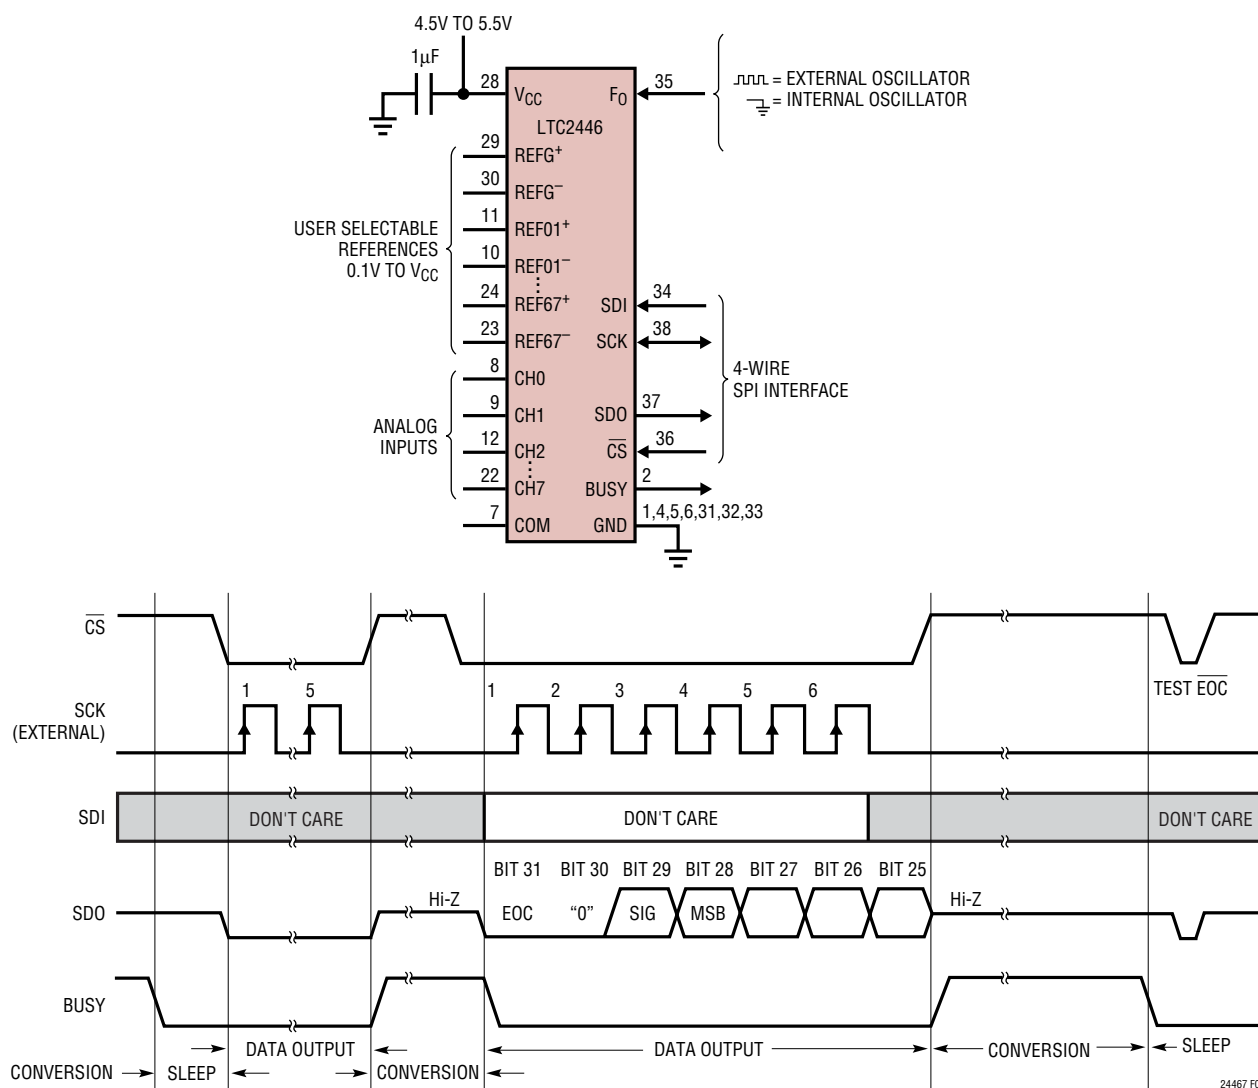 4.5V TO 5.5V
1µF
28
VCC
FO
35
= EXTERNAL OSCILLATOR
= INTERNAL OSCILLATOR
LTC2446
29
REFG+
30
REFG–
11
REF01+
10
REF01–
24
REF67+
23
REF67–
USER SELECTABLE
REFERENCES
0.1V TO VCC
8
CH0
9
CH1
12
CH2
22
CH7
7
COM
ANALOG
INPUTS
SDI
34
SCK
38
SDO
37
CS
36
BUSY
2
GND
1,4,5,6,31,32,33
4-WIRE
SPI INTERFACE
CS
TEST EOC
SCK
(EXTERNAL)
1 5 1 2 3 4 5 6
SDI
DON'T CARE DON'T CARE DON'T CARE
BIT 31 BIT 30 BIT 29 BIT 28 BIT 27 BIT 26 BIT 25
SDO
Hi-Z EOC “0” SIG MSB Hi-Z
BUSY
CONVERSION SLEEP DATA OUTPUT CONVERSION DATA OUTPUT CONVERSION SLEEP